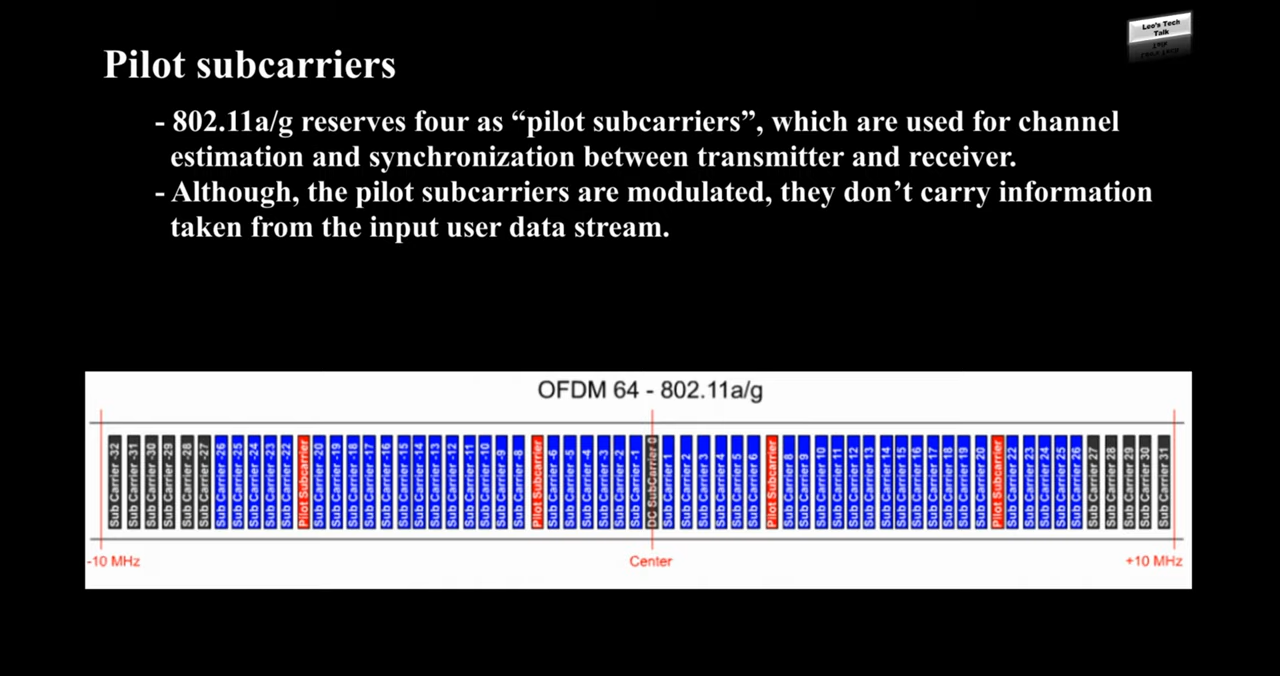 Leo's Tech
Talk
Pilot subcarriers
- 802.11a/g reserves four as “pilot subcarriers”, which are used for channel
estimation and synchronization between transmitter and receiver.
- Although, the pilot subcarriers are modulated, they don’t carry information
taken from the input user data stream.
OFDM 64 - 802.11a/g
Sub Carrier -32
Sub Carrier -31
Sub Carrier -30
Sub Carrier -29
Sub Carrier -28
Sub Carrier -27
Sub Carrier -26
Sub Carrier -25
Sub Carrier -24
Sub Carrier -23
Sub Carrier -22
Pilot Subcarrier
Sub Carrier -20
Sub Carrier -19
Sub Carrier -18
Sub Carrier -17
Sub Carrier -16
Sub Carrier -15
Sub Carrier -14
Sub Carrier -13
Sub Carrier -12
Sub Carrier -11
Sub Carrier -10
Sub Carrier -9
Sub Carrier -8
Pilot Subcarrier
Sub Carrier -6
Sub Carrier -5
Sub Carrier -4
Sub Carrier -3
Sub Carrier -2
Sub Carrier -1
DC SubCarrier 0
Sub Carrier 1
Sub Carrier 2
Sub Carrier 3
Sub Carrier 4
Sub Carrier 5
Sub Carrier 6
Pilot Subcarrier
Sub Carrier 8
Sub Carrier 9
Sub Carrier 10
Sub Carrier 11
Sub Carrier 12
Sub Carrier 13
Sub Carrier 14
Sub Carrier 15
Sub Carrier 16
Sub Carrier 17
Sub Carrier 18
Sub Carrier 19
Sub Carrier 20
Pilot Subcarrier
Sub Carrier 22
Sub Carrier 23
Sub Carrier 24
Sub Carrier 25
Sub Carrier 26
Sub Carrier 27
Sub Carrier 28
Sub Carrier 29
Sub Carrier 30
Sub Carrier 31
-10 MHz
Center
+10 MHz